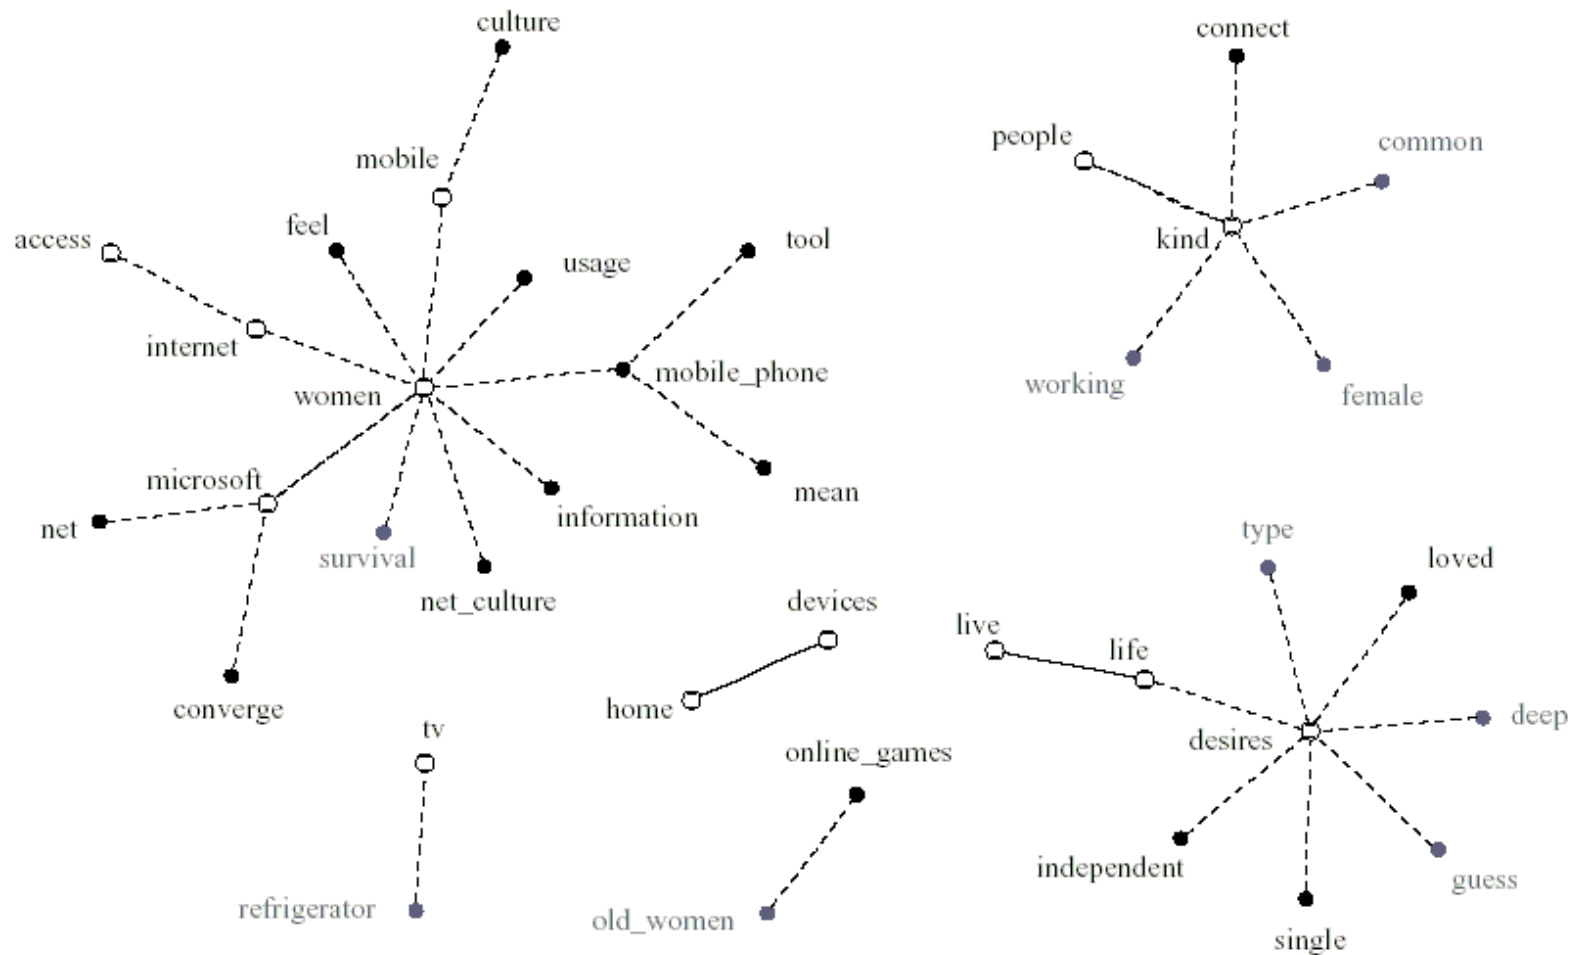 culture
connect
people
common
mobile
feel
access
tool
usage
kind
internet
mobile_phone
women
working
female
microsoft
mean
net
information
survival
type
loved
net_culture
devices
live
life
converge
home
deep
tv
desires
online_games
independent
guess
refrigerator
old_women
single